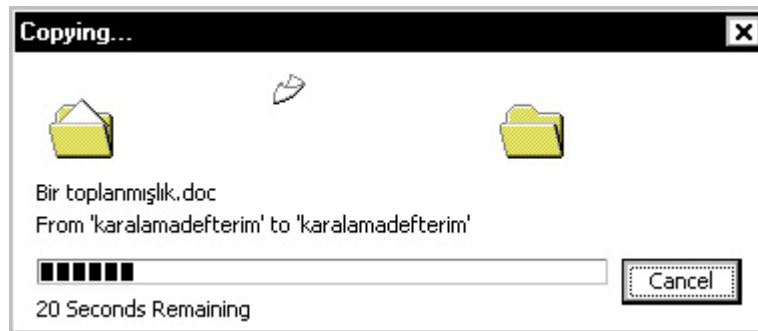 Copying...
Bir toplanmışlık.doc
From 'karalamadefterim' to 'karalamadefterim'
Cancel
20 Seconds Remaining